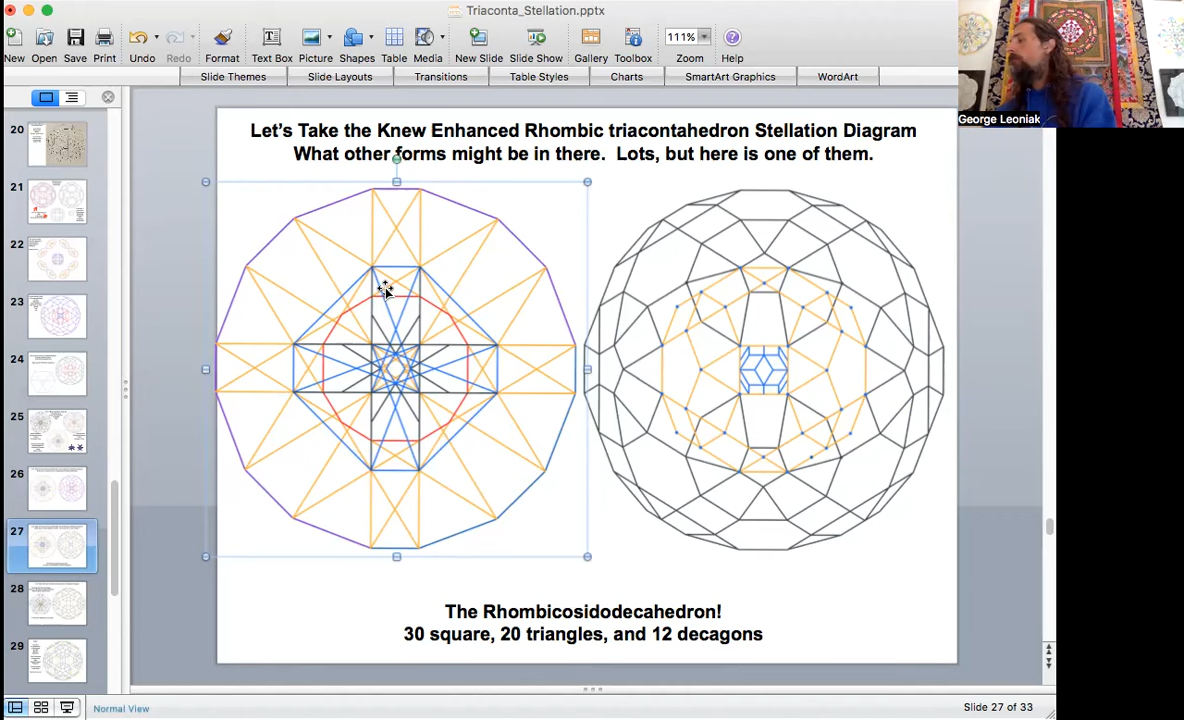 Triaconta_Stellation.pptx
New Open Save Print Undo Redo Format Text Box Picture Shapes Table Media New Slide Slide Show Gallery Toolbox Zoom Help
111%
Slide Themes Slide Layouts Transitions Table Styles Charts SmartArt Graphics WordArt
George Leoniak
20
21
22
23
24
25
26
27
28
29
Let's Take the Knew Enhanced Rhombic triacontahedron Stellation Diagram
What other forms might be in there. Lots, but here is one of them.
The Rhombicosidodecahedron!
30 square, 20 triangles, and 12 decagons
Normal View
Slide 27 of 33